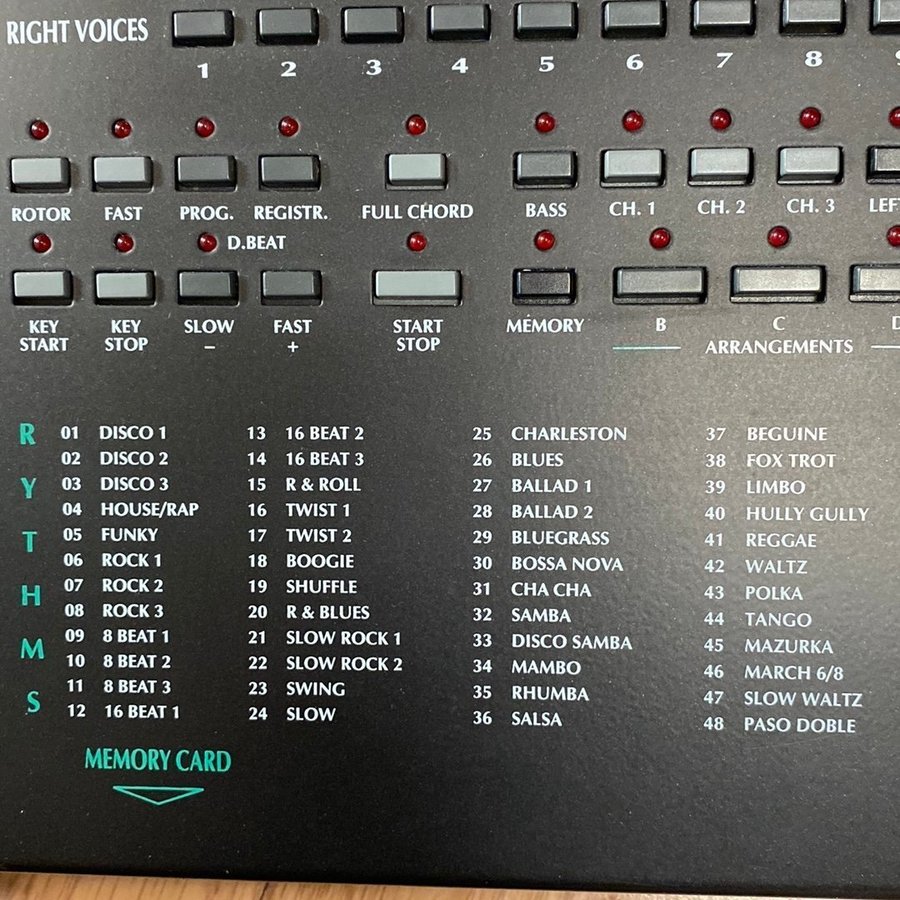 RIGHT VOICES
1 2 3 4 5 6 7 8
ROTOR FAST PROG. REGISTR. FULL CHORD BASS CH. 1 CH. 2 CH. 3
D.BEAT
KEY START KEY STOP SLOW – FAST + START STOP MEMORY B C
ARRANGEMENTS
RYTHMS
01 DISCO 1
02 DISCO 2
03 DISCO 3
04 HOUSE/RAP
05 FUNKY
06 ROCK 1
07 ROCK 2
08 ROCK 3
09 8 BEAT 1
10 8 BEAT 2
11 8 BEAT 3
12 16 BEAT 1
13 16 BEAT 2
14 16 BEAT 3
15 R & ROLL
16 TWIST 1
17 TWIST 2
18 BOOGIE
19 SHUFFLE
20 R & BLUES
21 SLOW ROCK 1
22 SLOW ROCK 2
23 SWING
24 SLOW
25 CHARLESTON
26 BLUES
27 BALLAD 1
28 BALLAD 2
29 BLUEGRASS
30 BOSSA NOVA
31 CHA CHA
32 SAMBA
33 DISCO SAMBA
34 MAMBO
35 RHUMBA
36 SALSA
37 BEGUINE
38 FOX TROT
39 LIMBO
40 HULLY GULLY
41 REGGAE
42 WALTZ
43 POLKA
44 TANGO
45 MAZURKA
46 MARCH 6/8
47 SLOW WALTZ
48 PASO DOBLE
MEMORY CARD